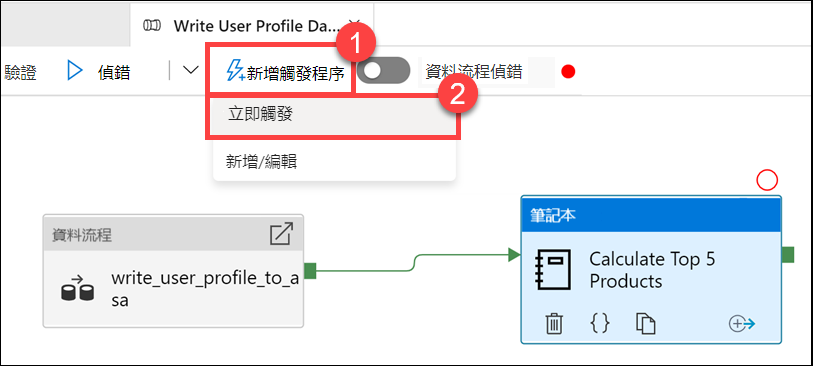 Write User Profile Da...
驗證
偵錯
新增觸發程序
1
資料流程偵錯
2
立即觸發
新增/編輯
資料流程
write_user_profile_to_a
sa
筆記本
Calculate Top 5
Products
{}